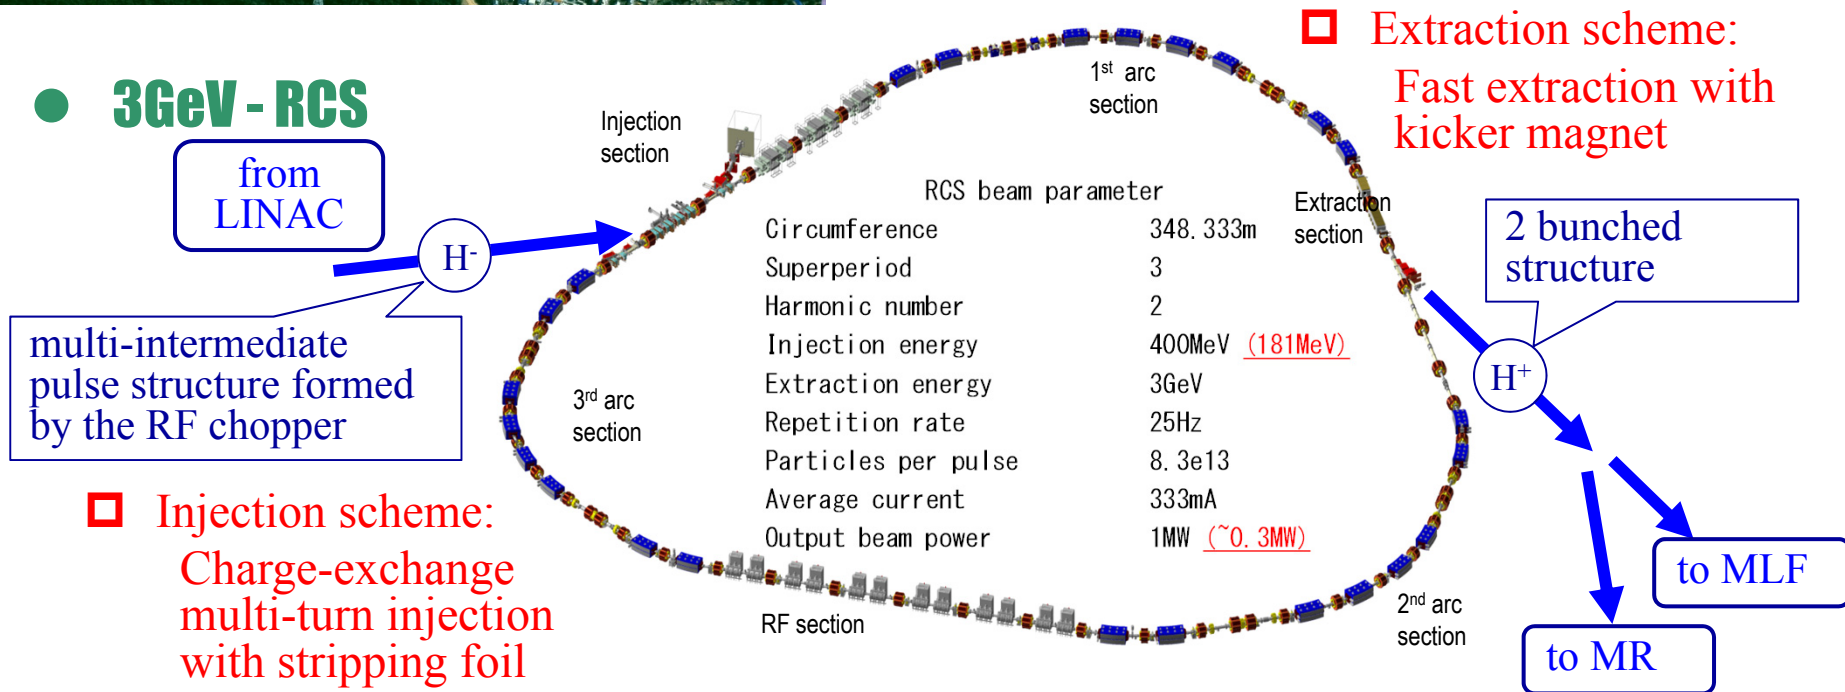 ● 3GeV - RCS
from
LINAC
H-
multi-intermediate
pulse structure formed
by the RF chopper
Injection scheme:
Charge-exchange
multi-turn injection
with stripping foil
Injection
section
1st arc
section
RCS beam parameter
Circumference 348.333m
Superperiod 3
Harmonic number 2
Injection energy 400MeV (181MeV)
Extraction energy 3GeV
Repetition rate 25Hz
Particles per pulse 8.3e13
Average current 333mA
Output beam power 1MW (~0.3MW)
3rd arc
section
RF section
2nd arc
section
Extraction
section
Extraction scheme:
Fast extraction with
kicker magnet
2 bunched
structure
H+
to MLF
to MR